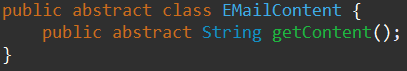 public abstract class EMailContent {
    public abstract String getContent();
}